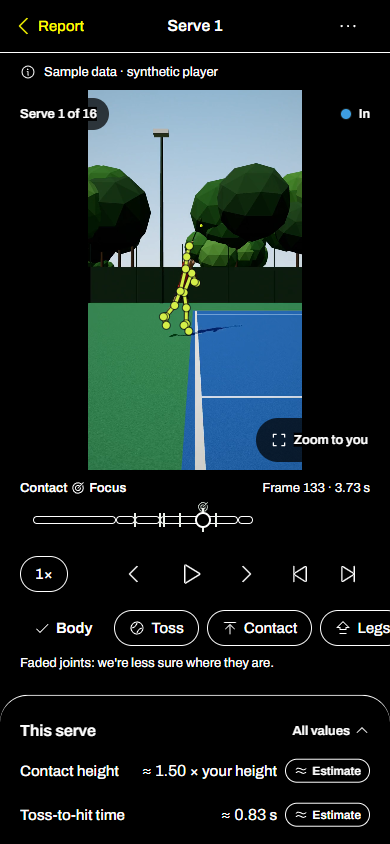 Report
Serve 1
...
Sample data · synthetic player
Serve 1 of 16
In
Zoom to you
Contact Focus
Frame 133 · 3.73 s
1×
Body
Toss
Contact
Legs
Faded joints: we're less sure where they are.
This serve
All values
Contact height
≈ 1.50 × your height
≈ Estimate
Toss-to-hit time
≈ 0.83 s
≈ Estimate